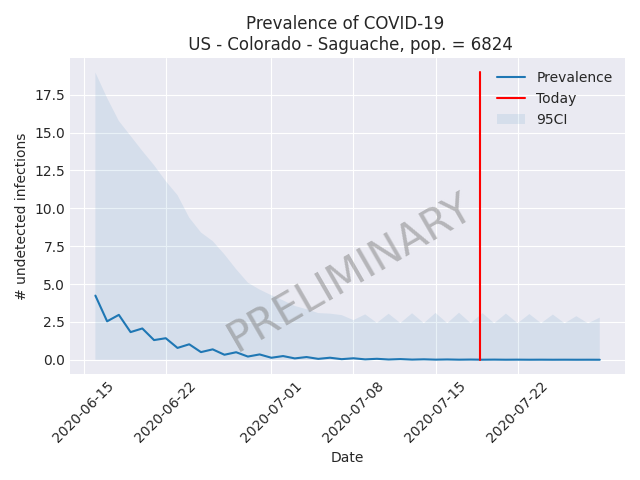 Prevalence of COVID-19
US - Colorado - Saguache, pop. = 6824
Prevalence
Today
95CI
17.5
15.0
12.5
10.0
7.5
5.0
2.5
0.0
# undetected infections
PRELIMINARY
2020-06-15
2020-06-22
2020-07-01
2020-07-08
2020-07-15
2020-07-22
Date